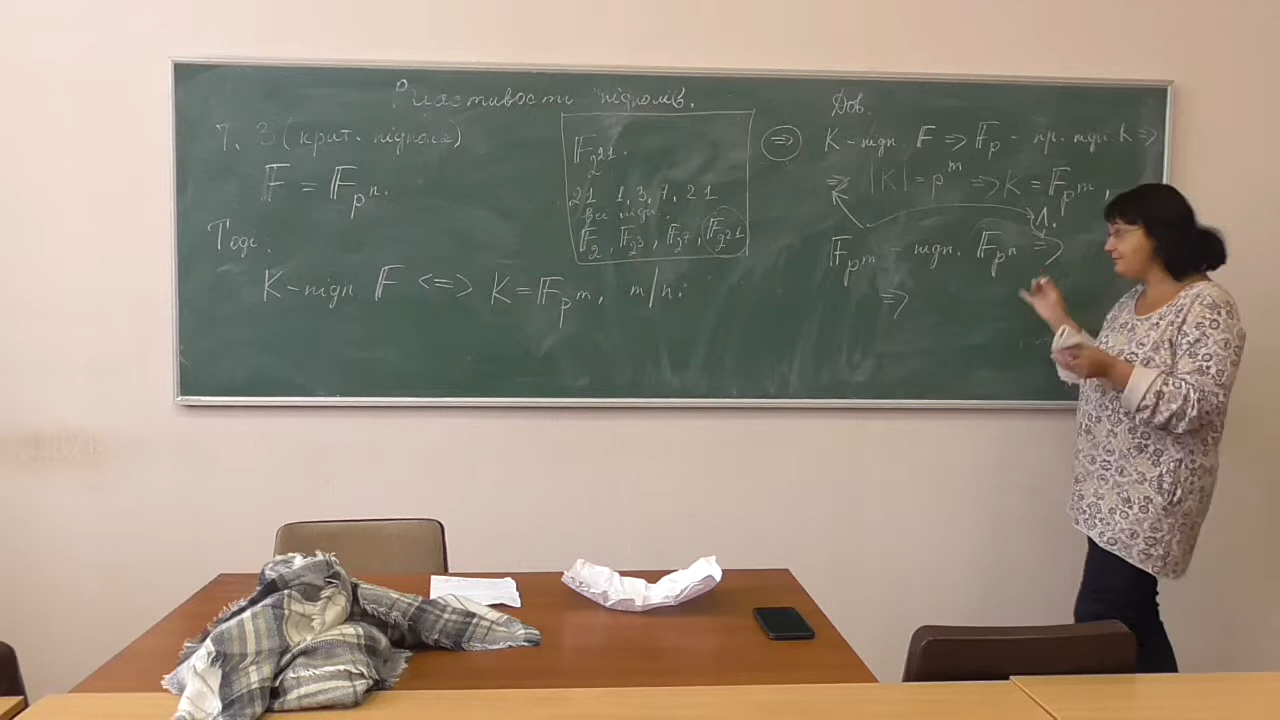 Властивості підполів.
Т. 3 (крит. підполя)
𝔽 = 𝔽_{p^n}.
Тоді.
K – підп. 𝔽 <=> K = 𝔽_{p^m}, m/n.
𝔽_{2^{21}}.
21 1, 3, 7, 21
Всі підп.
𝔽_2, 𝔽_{2^3}, 𝔽_{2^7}, 𝔽_{2^{21}}
Дов.
=> K – підп. 𝔽 => 𝔽_p – пр. підп. K =>
=> |K| = p^m => K = 𝔽_{p^m},
1.
𝔽_{p^m} – підп. 𝔽_{p^n} =>
=>